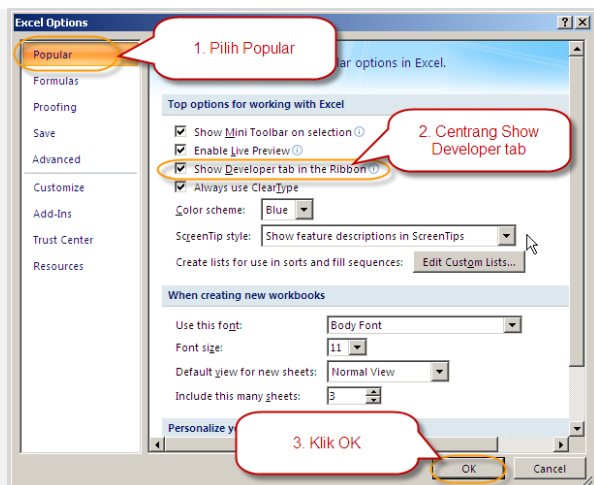 Excel Options
Popular
Formulas
Proofing
Save
Advanced
Customize
Add-Ins
Trust Center
Resources
1. Pilih Popular
lar options in Excel.
Top options for working with Excel
Show Mini Toolbar on selection
Enable Live Preview
Show Developer tab in the Ribbon
2. Centrang Show
Developer tab
Always use ClearType
Color scheme: Blue
ScreenTip style: Show feature descriptions in ScreenTips
Create lists for use in sorts and fill sequences: Edit Custom Lists...
When creating new workbooks
Use this font: Body Font
Font size: 11
Default view for new sheets: Normal View
Include this many sheets: 3
Personalize y
3. Klik OK
OK
Cancel